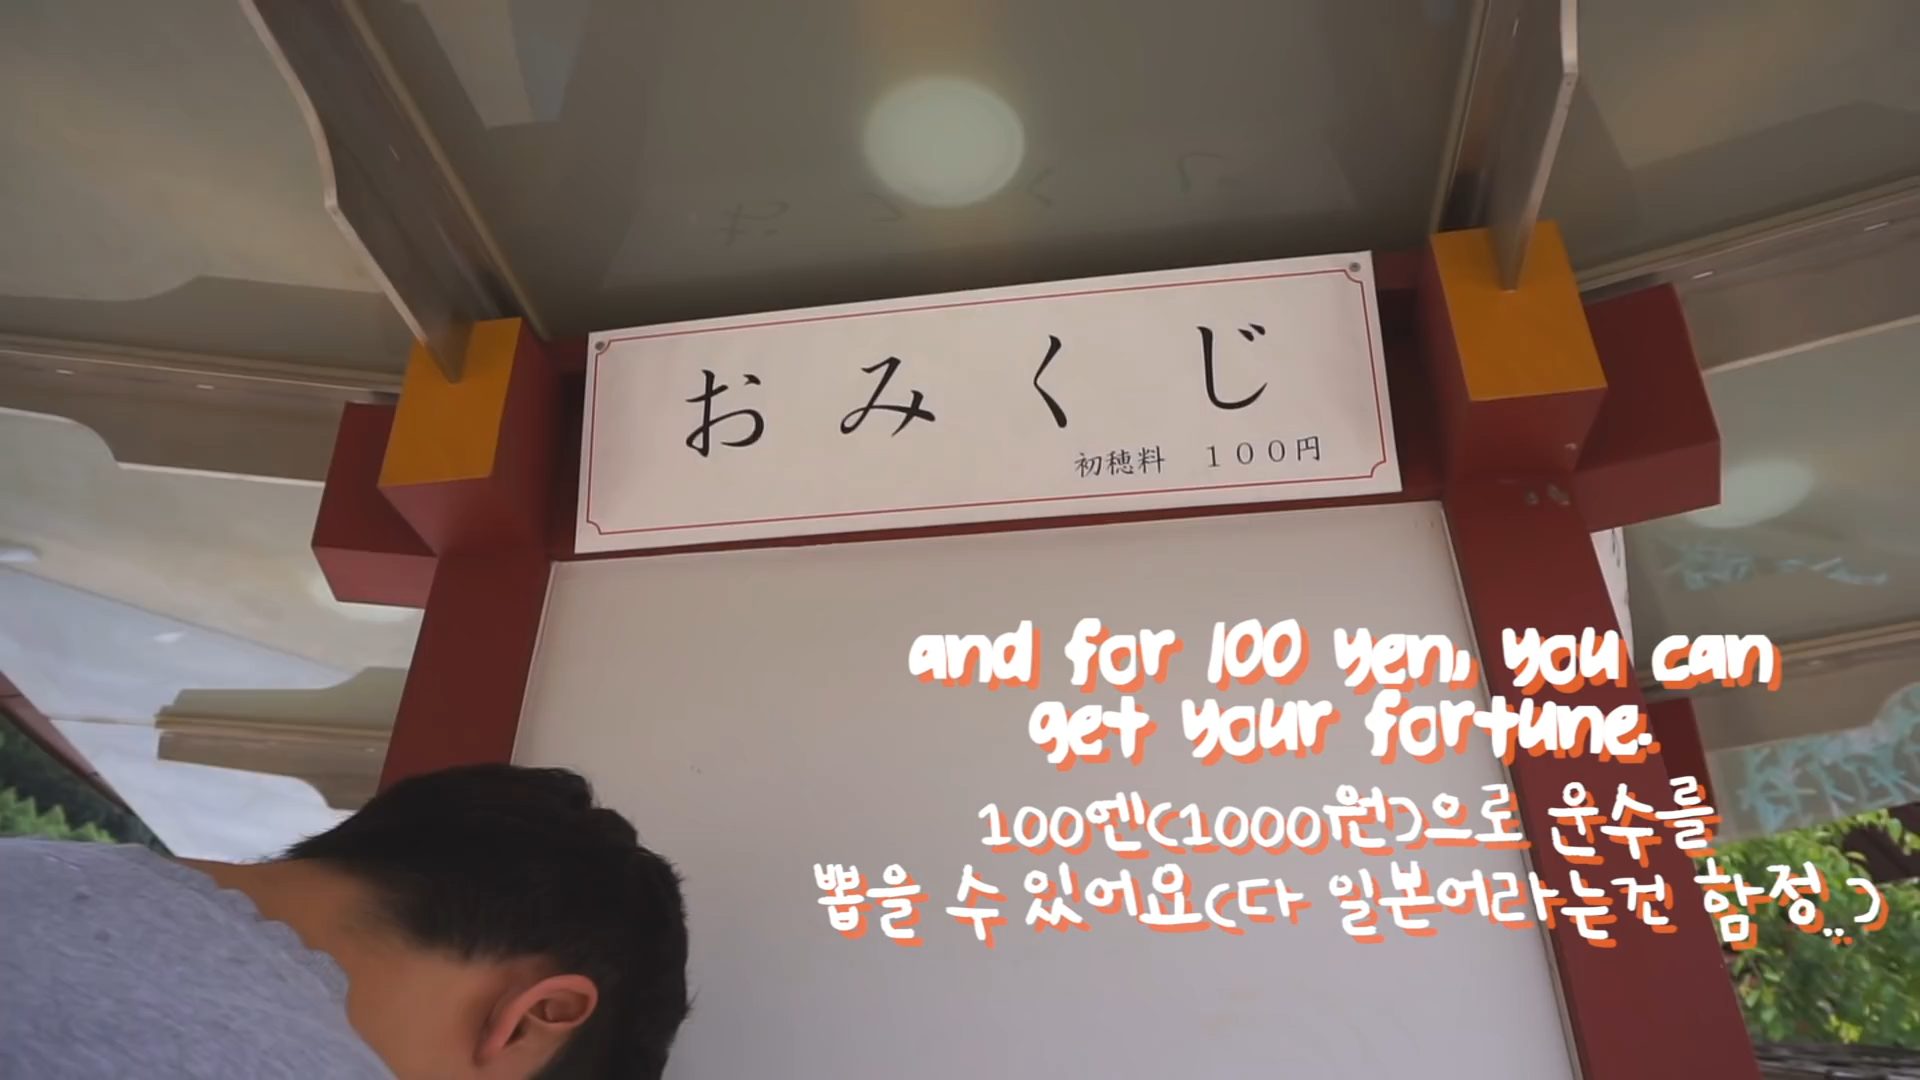 おみくじ
初穂料　１００円
and for 100 yen, you can
get your fortune.
100엔(1000원)으로 운수를
뽑을 수 있어요(다 일본어라는건 함정..)